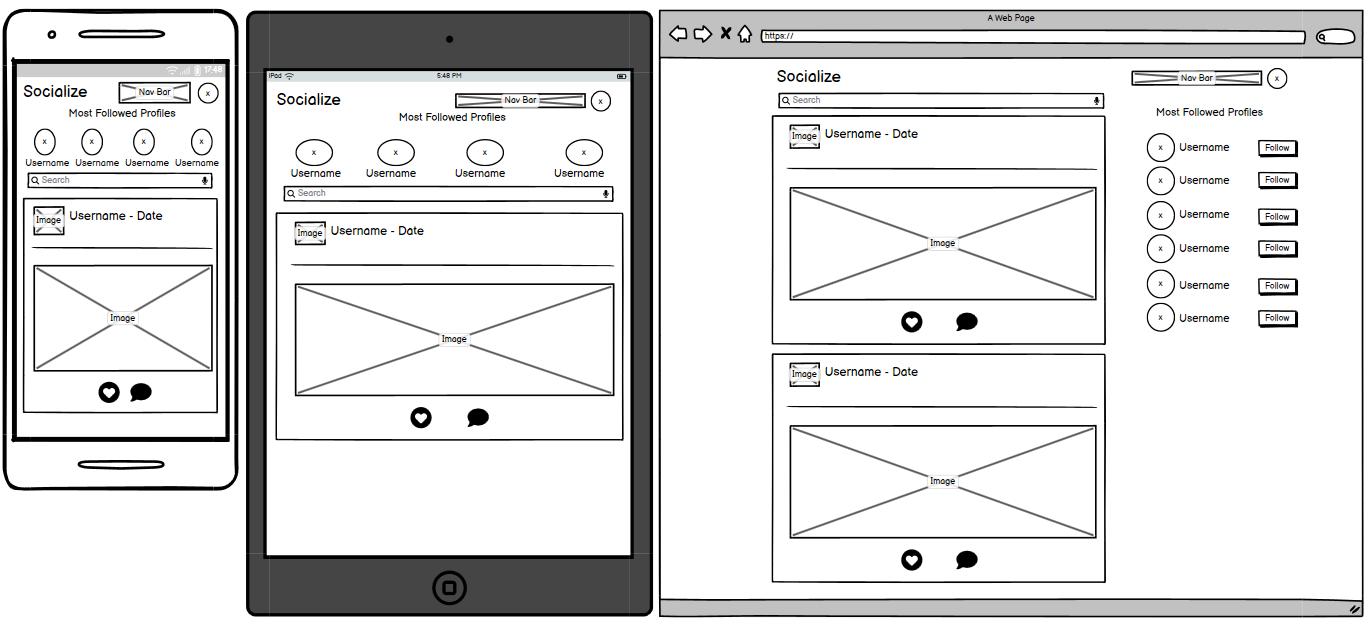 17:48
Socialize
Nav Bar
x
Most Followed Profiles
x x x x
Username Username Username Username
Search
Image
Username - Date
Image
iPad
5:48 PM
Socialize
Nav Bar
x
Most Followed Profiles
x x x x
Username Username Username Username
Search
Image
Username - Date
Image
A Web Page
https://
Socialize
Nav Bar
x
Search
Image
Username - Date
Image
Image
Username - Date
Image
Most Followed Profiles
x Username Follow
x Username Follow
x Username Follow
x Username Follow
x Username Follow
x Username Follow